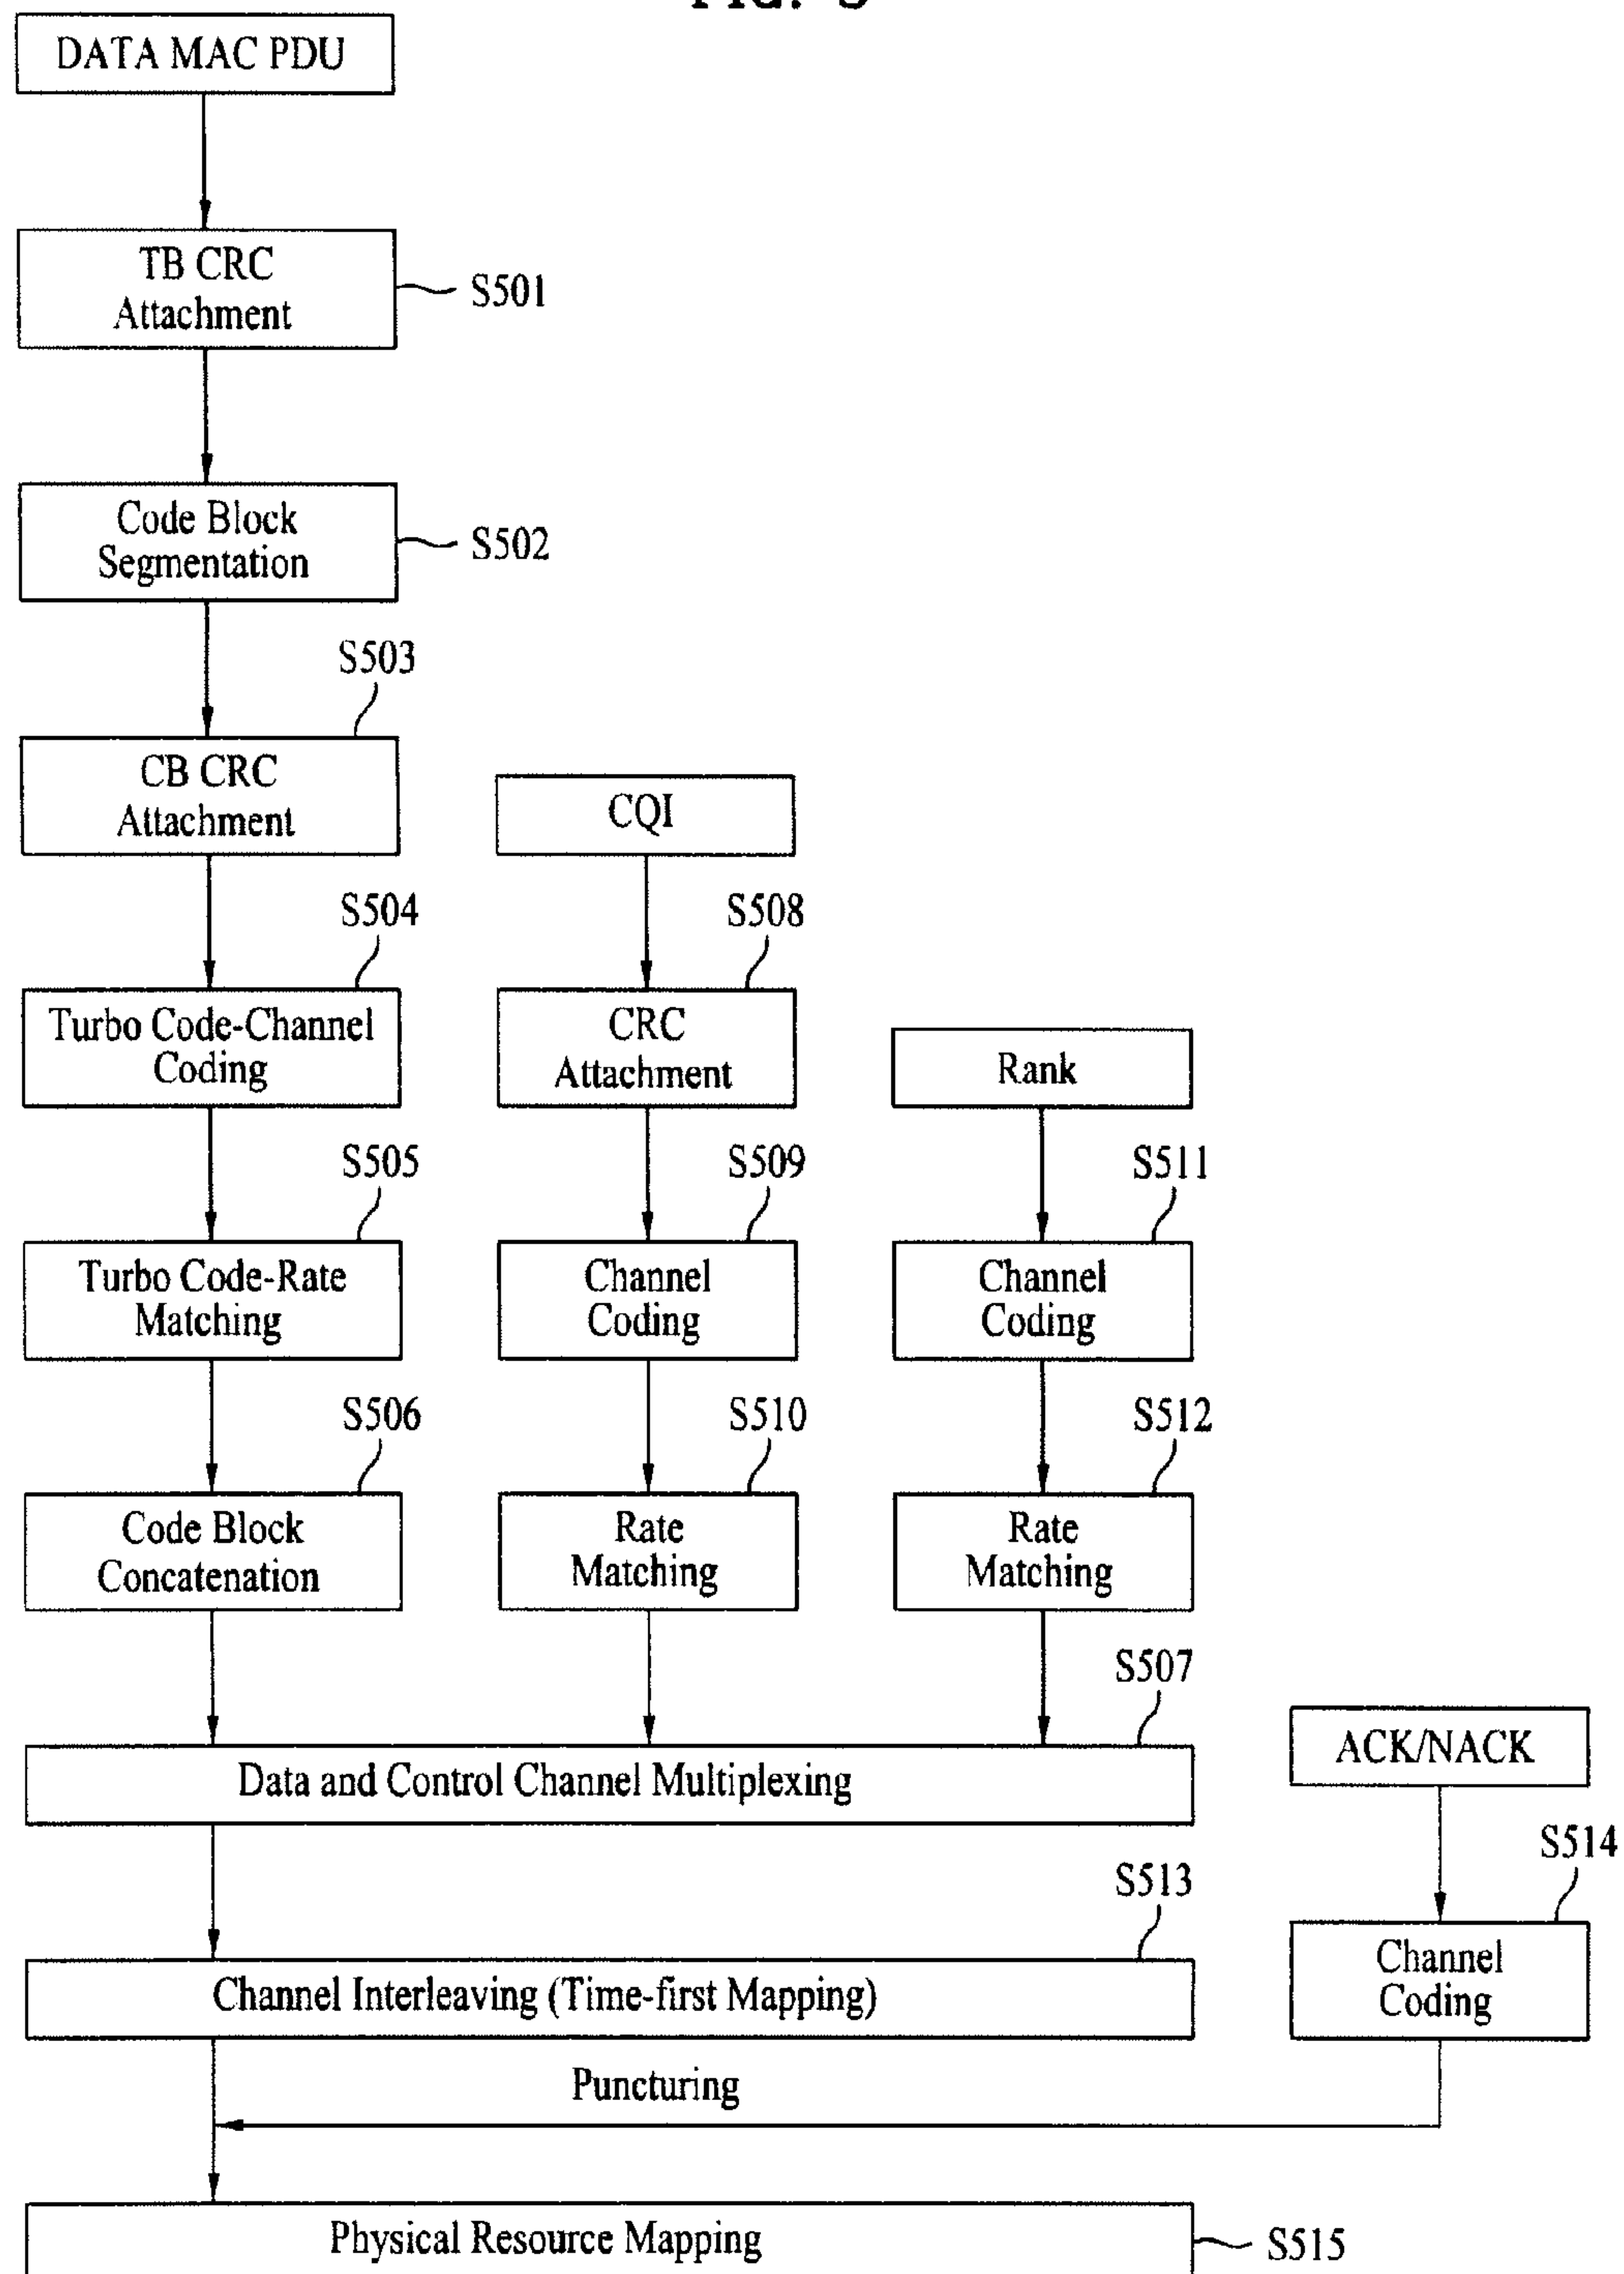 DATA MAC PDU
TB CRC
Attachment
S501
Code Block
Segmentation
S502
S503
CB CRC
Attachment
CQI
S504
S508
Turbo Code-Channel
Coding
CRC
Attachment
Rank
S505
S509
S511
Turbo Code-Rate
Matching
Channel
Coding
Channel
Coding
S506
S510
S512
Code Block
Concatenation
Rate
Matching
Rate
Matching
S507
Data and Control Channel Multiplexing
ACK/NACK
S514
S513
Channel
Coding
Channel Interleaving (Time-first Mapping)
Puncturing
Physical Resource Mapping
S515